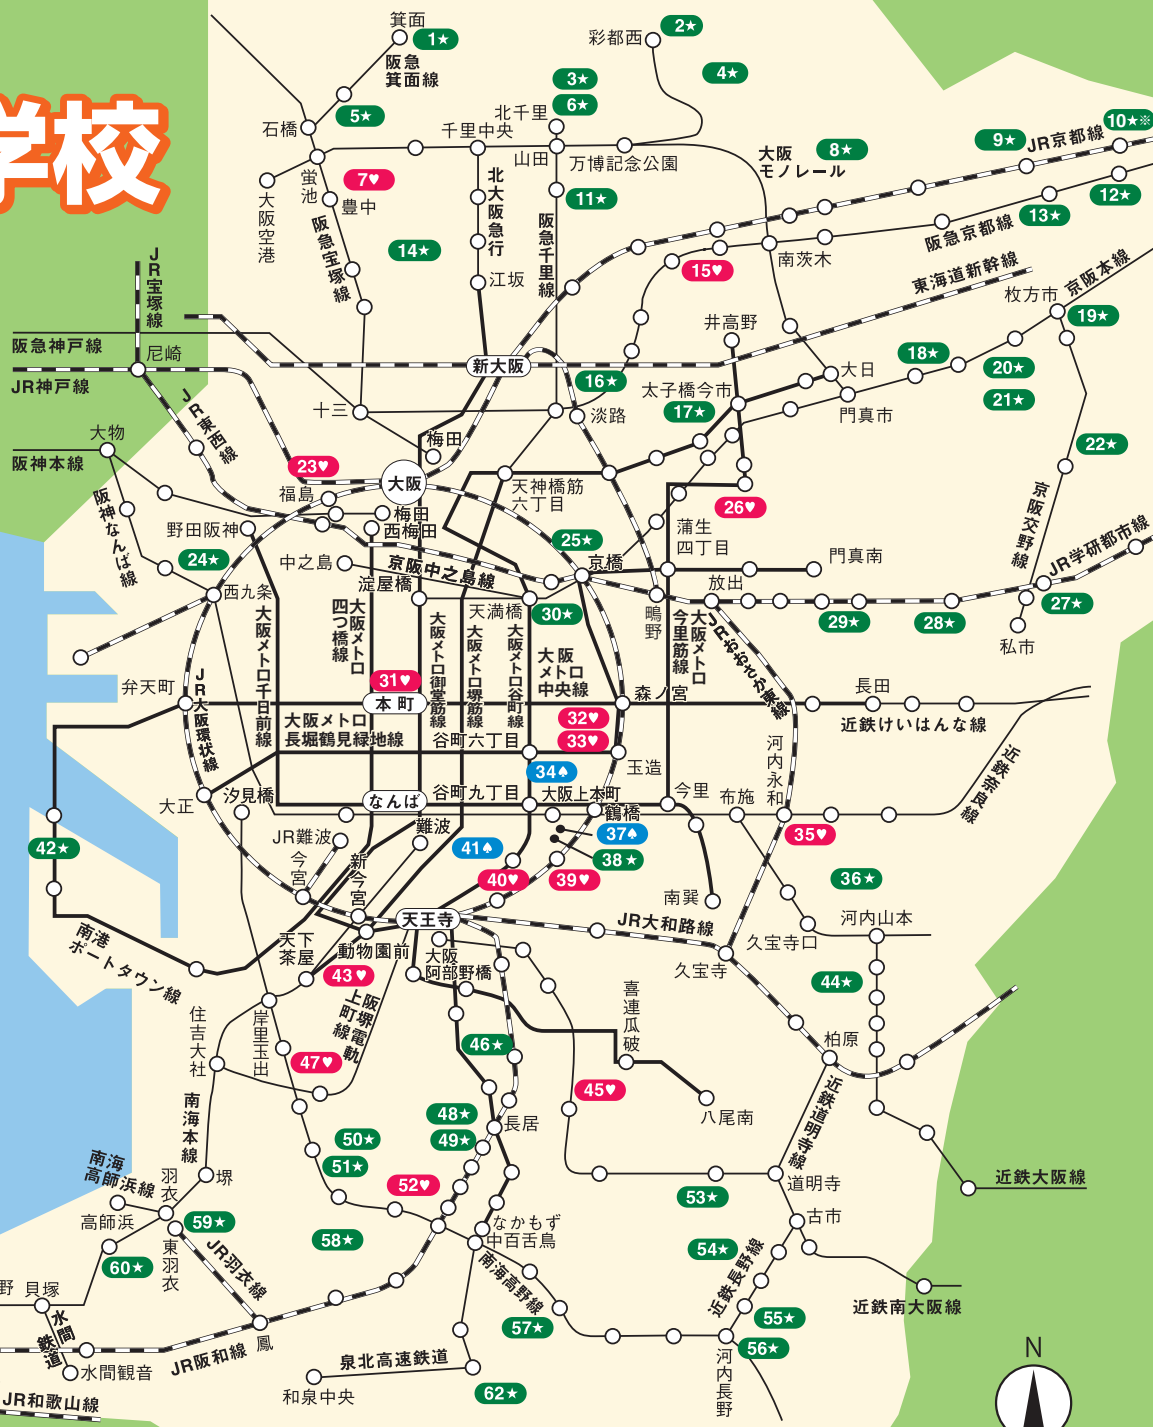 学校
箕面
1★
阪急
箕面線
彩都西
2★
3★
4★
5★
6★
北千里
石橋
千里中央
山田
万博記念公園
大阪
モノレール
8★
9★
JR京都線
10★※
蛍池
7♥
豊中
大阪空港
阪急宝塚線
北大阪急行
阪急千里線
11★
12★
13★
阪急京都線
14★
15♥
南茨木
江坂
東海道新幹線
枚方市
京阪本線
19★
JR宝塚線
阪急神戸線
尼崎
JR神戸線
新大阪
井高野
16★
太子橋今市
17★
大日
門真市
18★
20★
21★
22★
十三
淡路
梅田
JR東西線
大物
阪神本線
阪神なんば線
23♥
大阪
福島
梅田
西梅田
野田阪神
天神橋筋
六丁目
26♥
蒲生
四丁目
京阪交野線
JR学研都市線
24★
中之島
京阪中之島線
25★
京橋
門真南
放出
淀屋橋
天満橋
30★
鴫野
29★
28★
27★
私市
西九条
大阪メトロ千日前線
大阪メトロ
四つ橋線
大阪メトロ御堂筋線
大阪メトロ堺筋線
大阪メトロ谷町線
大阪
メトロ
中央線
大阪メトロ
今里筋線
JRおおさか東線
弁天町
JR大阪環状線
31♥
本町
森ノ宮
長田
近鉄けいはんな線
32♥
33♥
大阪メトロ
長堀鶴見緑地線
谷町六丁目
玉造
34♠
河内永和
近鉄奈良線
大正
汐見橋
なんば
谷町九丁目
大阪上本町
今里
布施
鶴橋
難波
JR難波
37♠
38★
35♥
41♠
40♥
39♥
36★
42★
今宮
新今宮
天王寺
南巽
河内山本
JR大和路線
久宝寺口
久宝寺
南港
ポートタウン線
天下
茶屋
動物園前
大阪
阿部野橋
43♥
44★
阪堺電軌
上町線
喜連瓜破
柏原
住吉大社
岸里玉出
46★
47♥
45♥
八尾南
近鉄道明寺線
南海本線
48★
49★
長居
50★
51★
52♥
53★
道明寺
近鉄大阪線
南海
高師浜線
羽衣
堺
高師浜
59★
東羽衣
JR羽衣線
60★
58★
なかもず
中百舌鳥
南海高野線
古市
54★
近鉄長野線
近鉄南大阪線
55★
56★
57★
河内長野
野
貝塚
水間
鉄道
水間観音
JR阪和線
鳳
泉北高速鉄道
和泉中央
62★
JR和歌山線
N